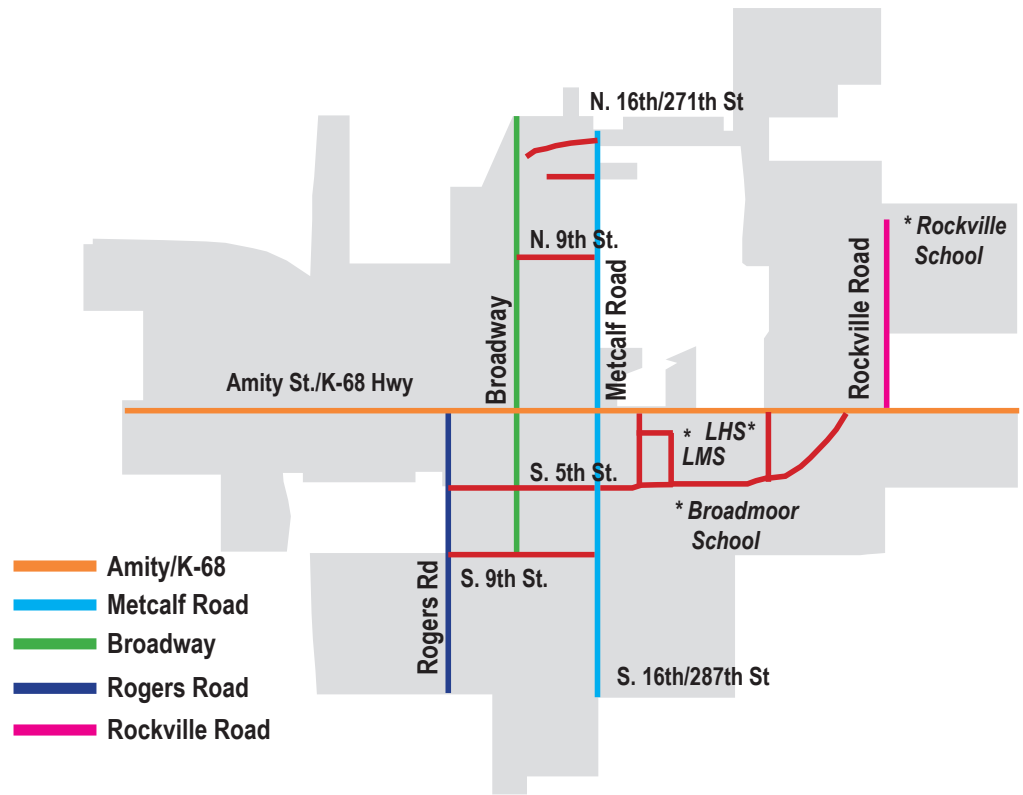 N. 16th/271th St
* Rockville
School
N. 9th St.
Metcalf Road
Rockville Road
Broadway
Amity St./K-68 Hwy
* LHS*
LMS
S. 5th St.
* Broadmoor
School
S. 9th St.
Rogers Rd
S. 16th/287th St
Amity/K-68
Metcalf Road
Broadway
Rogers Road
Rockville Road